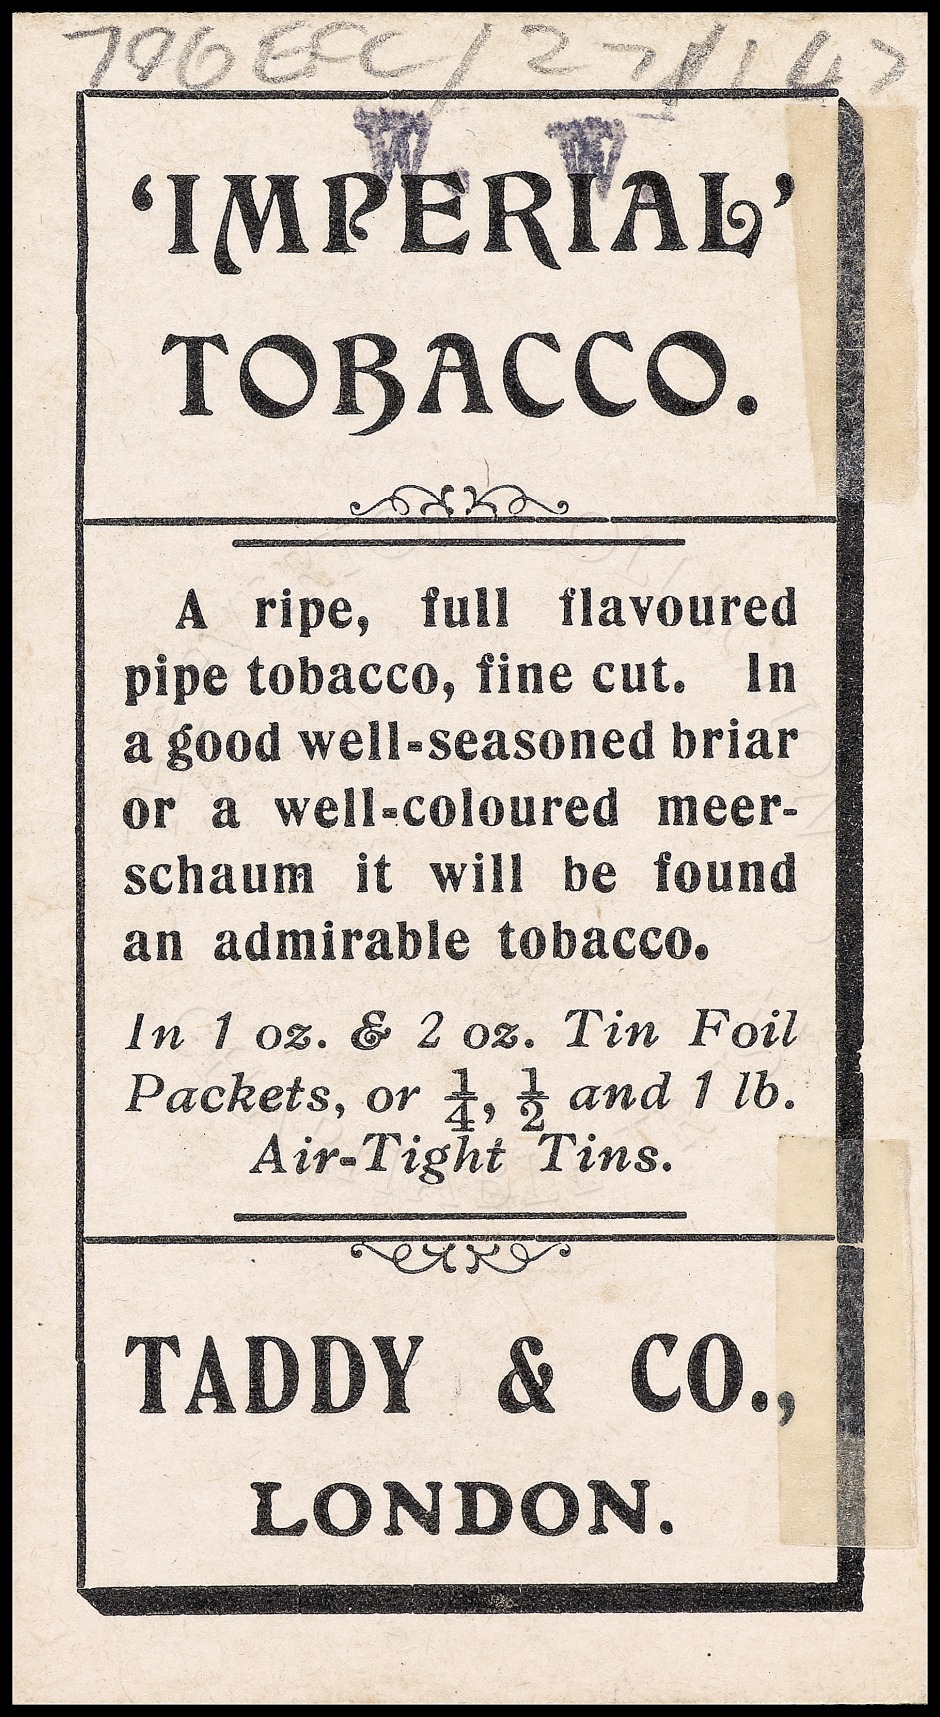 'IMPERIAL'
TOBACCO.
A ripe, full flavoured
pipe tobacco, fine cut. In
a good well-seasoned briar
or a well-coloured meer-
schaum it will be found
an admirable tobacco.
In 1 oz. & 2 oz. Tin Foil
Packets, or ¼, ½ and 1 lb.
Air-Tight Tins.
TADDY & CO.,
LONDON.